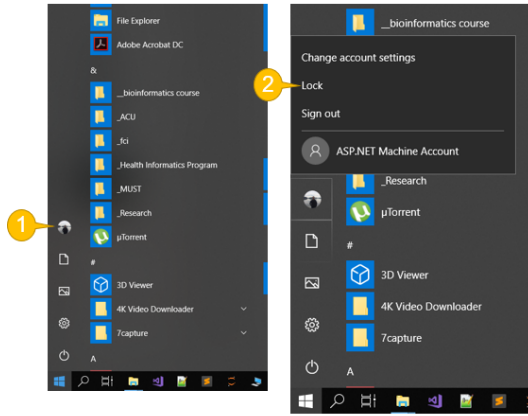 File Explorer
Adobe Acrobat DC
&
__bioinformatics course
_ACU
_fci
_Health Informatics Program
_MUST
_Research
µTorrent
#
3D Viewer
4K Video Downloader
7capture
A
1
__bioinformatics course
Change account settings
Lock
Sign out
ASP.NET Machine Account
_Research
µTorrent
#
3D Viewer
4K Video Downloader
7capture
A
2